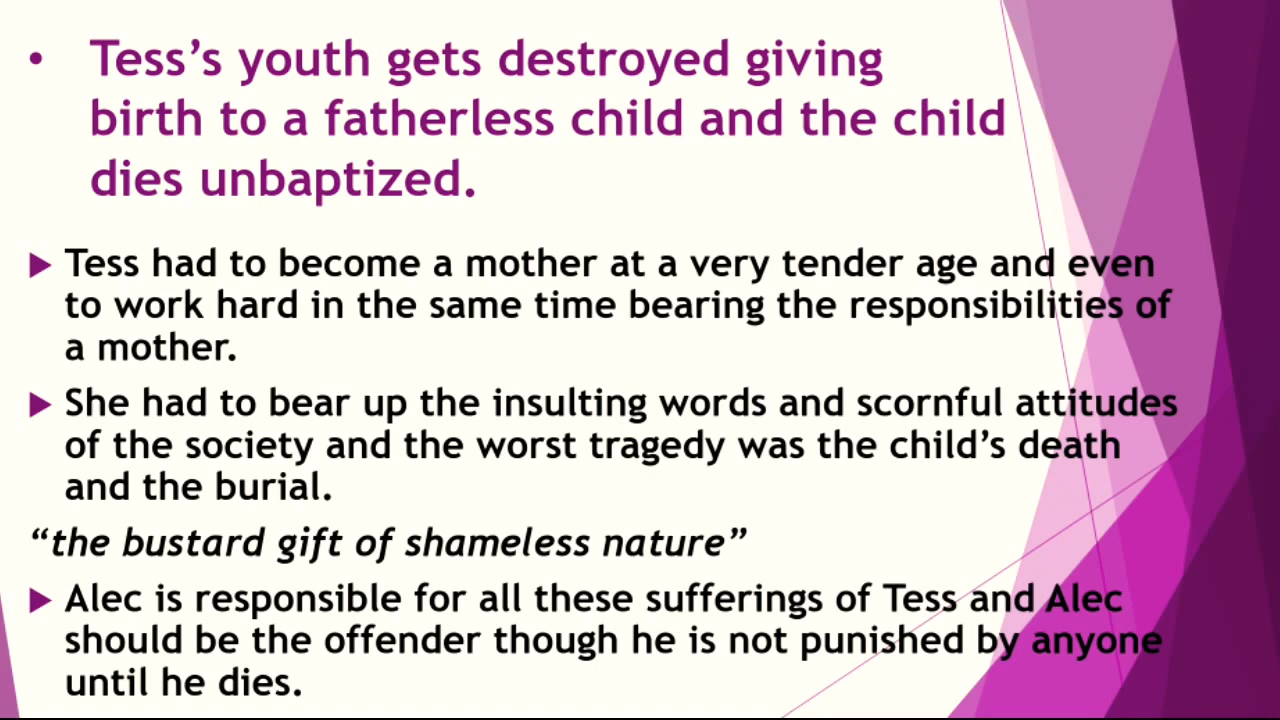 • Tess’s youth gets destroyed giving
birth to a fatherless child and the child
dies unbaptized.
Tess had to become a mother at a very tender age and even
to work hard in the same time bearing the responsibilities of
a mother.
She had to bear up the insulting words and scornful attitudes
of the society and the worst tragedy was the child’s death
and the burial.
“the bustard gift of shameless nature”
Alec is responsible for all these sufferings of Tess and Alec
should be the offender though he is not punished by anyone
until he dies.